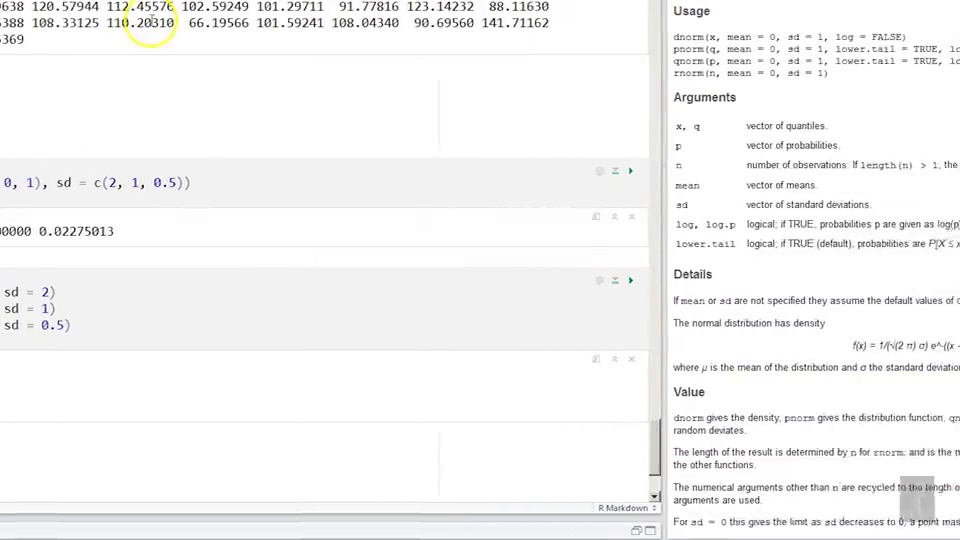 9638 120.57944 112.45576 102.59249 101.29711 91.77816 123.14232 88.11630
5388 108.33125 110.20310 66.19566 101.59241 108.04340 90.69560 141.71162
5369
0, 1), sd = c(2, 1, 0.5))
00000 0.02275013
sd = 2)
sd = 1)
sd = 0.5)
R Markdown
Usage
dnorm(x, mean = 0, sd = 1, log = FALSE)
pnorm(q, mean = 0, sd = 1, lower.tail = TRUE, lo
qnorm(p, mean = 0, sd = 1, lower.tail = TRUE, lo
rnorm(n, mean = 0, sd = 1)
Arguments
x, q vector of quantiles.
p vector of probabilities.
n number of observations. If length(n) > 1, the
mean vector of means.
sd vector of standard deviations.
log, log.p logical; if TRUE, probabilities p are given as log(p)
lower.tail logical; if TRUE (default), probabilities are P[X ≤ x
Details
If mean or sd are not specified they assume the default values of 0
The normal distribution has density
f(x) = 1/(√(2 π) σ) e^-((x -
where μ is the mean of the distribution and σ the standard deviation
Value
dnorm gives the density, pnorm gives the distribution function, qn
random deviates.
The length of the result is determined by n for rnorm, and is the m
the other functions.
The numerical arguments other than n are recycled to the length o
arguments are used.
For sd = 0 this gives the limit as sd decreases to 0, a point mas